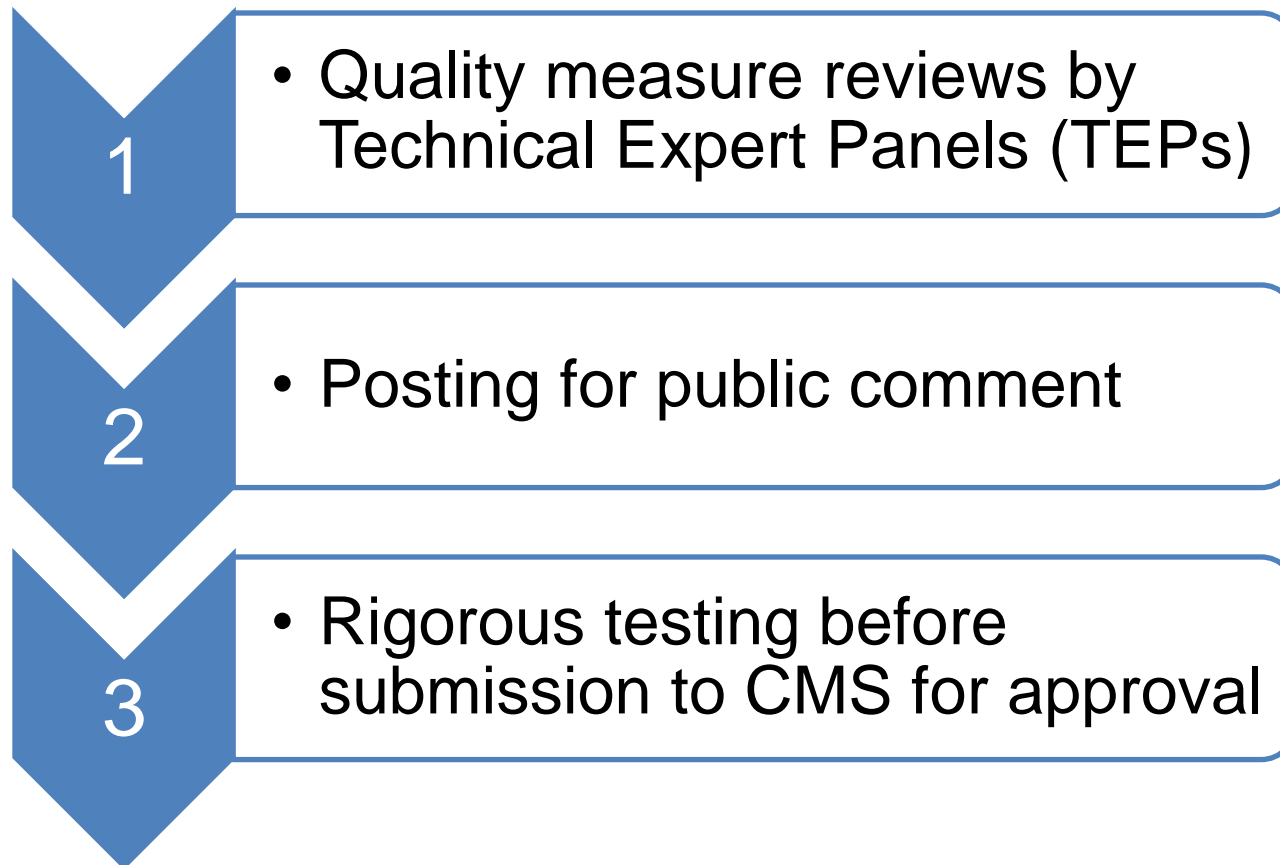 1
• Quality measure reviews by
Technical Expert Panels (TEPs)
2
• Posting for public comment
3
• Rigorous testing before
submission to CMS for approval